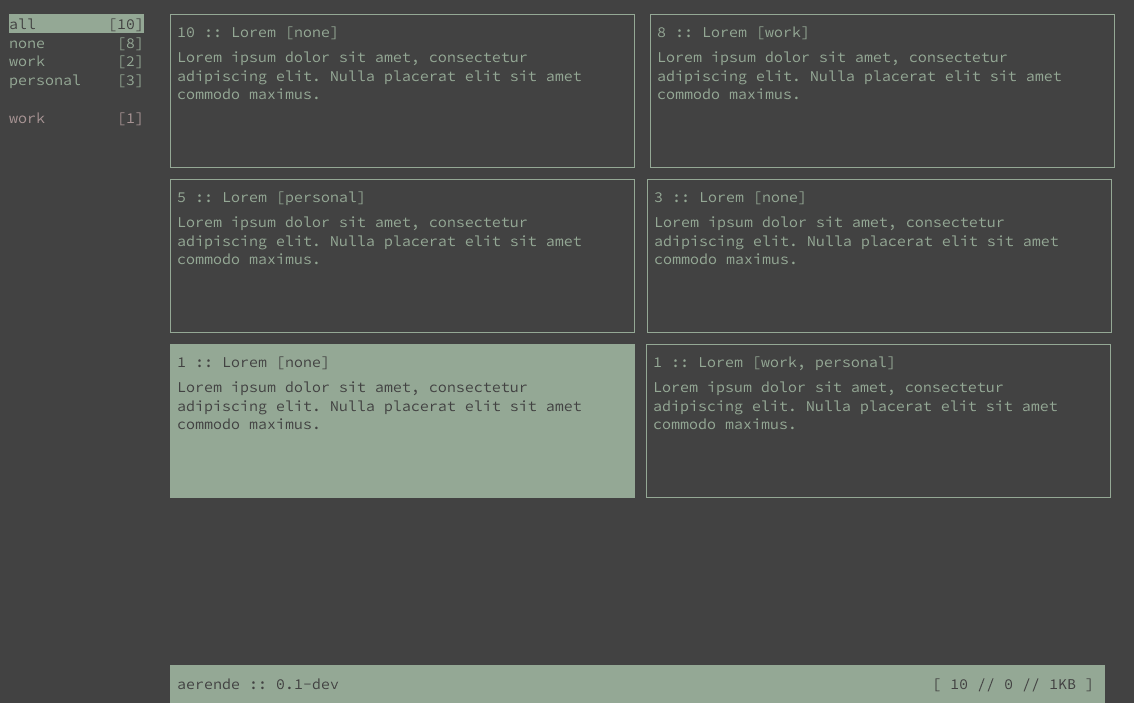 all [10]
none [8]
work [2]
personal [3]
work [1]
10 :: Lorem [none]
Lorem ipsum dolor sit amet, consectetur
adipiscing elit. Nulla placerat elit sit amet
commodo maximus.
8 :: Lorem [work]
Lorem ipsum dolor sit amet, consectetur
adipiscing elit. Nulla placerat elit sit amet
commodo maximus.
5 :: Lorem [personal]
Lorem ipsum dolor sit amet, consectetur
adipiscing elit. Nulla placerat elit sit amet
commodo maximus.
3 :: Lorem [none]
Lorem ipsum dolor sit amet, consectetur
adipiscing elit. Nulla placerat elit sit amet
commodo maximus.
1 :: Lorem [none]
Lorem ipsum dolor sit amet, consectetur
adipiscing elit. Nulla placerat elit sit amet
commodo maximus.
1 :: Lorem [work, personal]
Lorem ipsum dolor sit amet, consectetur
adipiscing elit. Nulla placerat elit sit amet
commodo maximus.
aerende :: 0.1-dev [ 10 // 0 // 1KB ]